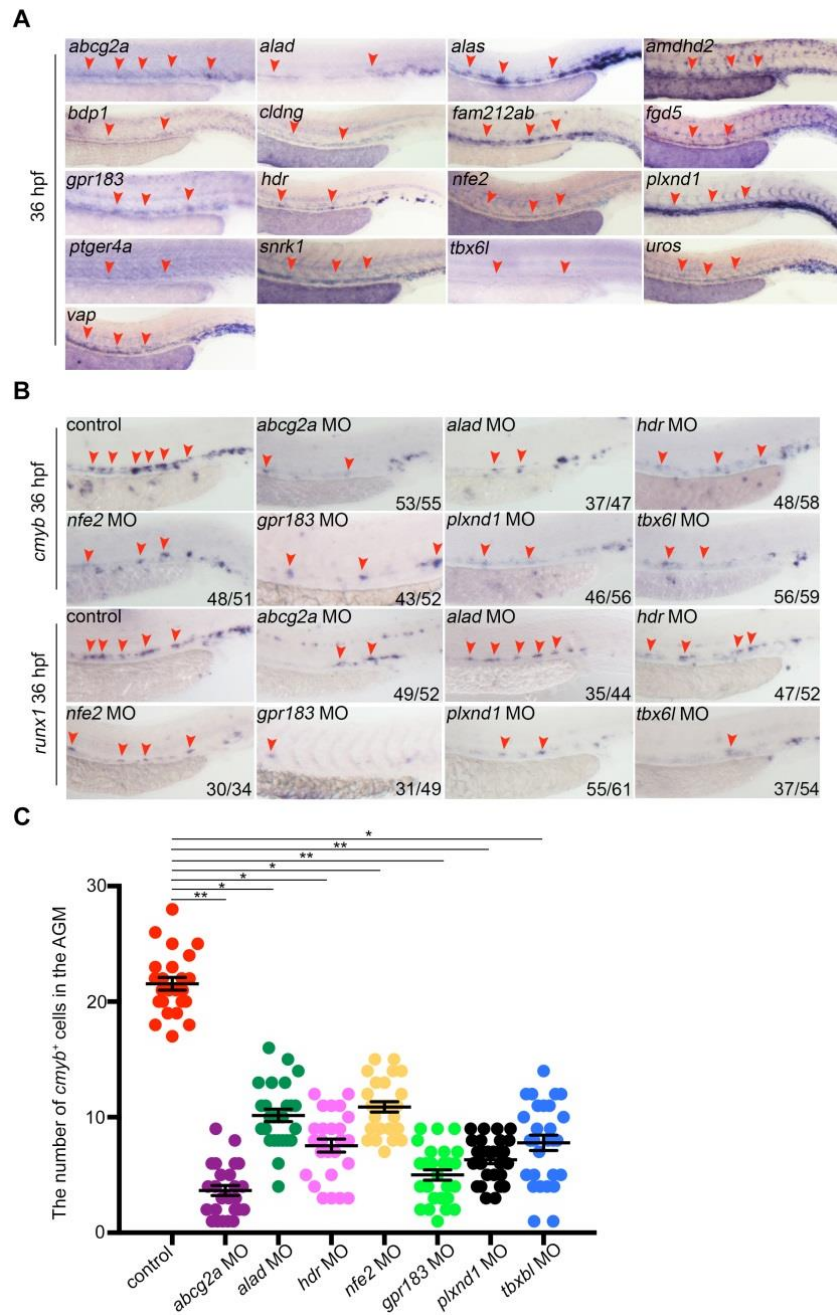 A
36 hpf
abcg2a alad alas amdhd2
bdp1 cldng fam212ab fgd5
gpr183 hdr nfe2 plxnd1
ptger4a snrk1 tbx6l uros
vap
B
cmyb 36 hpf
control abcg2a MO alad MO hdr MO
53/55 37/47 48/58
nfe2 MO gpr183 MO plxnd1 MO tbx6l MO
48/51 43/52 46/56 56/59
runx1 36 hpf
control abcg2a MO alad MO hdr MO
49/52 35/44 47/52
nfe2 MO gpr183 MO plxnd1 MO tbx6l MO
30/34 31/49 55/61 37/54
C
*
**
**
*
*
*
**
The number of cmyb+ cells in the AGM
30
20
10
0
control abcg2a MO alad MO hdr MO nfe2 MO gpr183 MO plxnd1 MO tbxbl MO